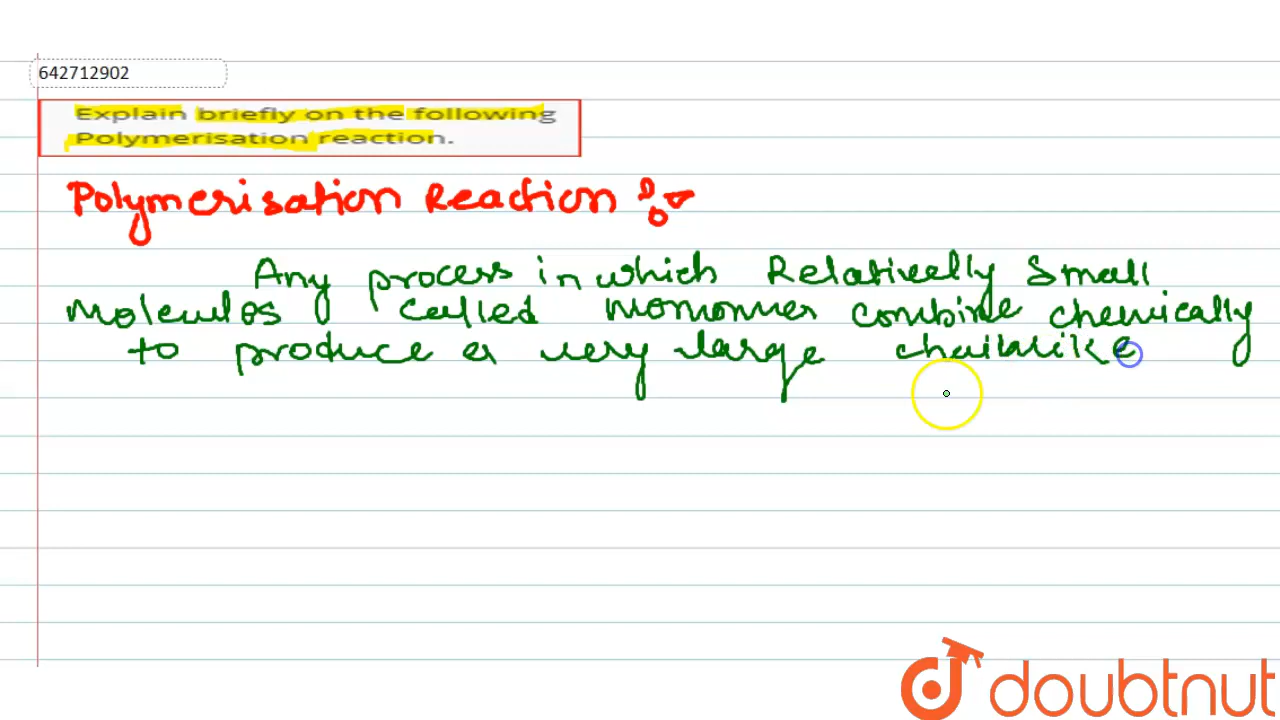 642712902
Explain briefly on the following
Polymerisation reaction.
Polymerisation Reaction :-
Any process in which Relatively Small
Molecules called monomer combine chemically
to produce a very large chainlike
doubtnut